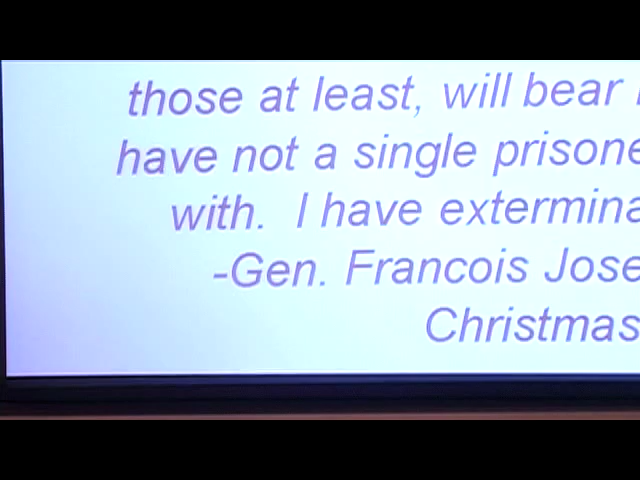 those at least, will bear
have not a single prisone
with.  I have extermina
-Gen. Francois Jose
Christmas